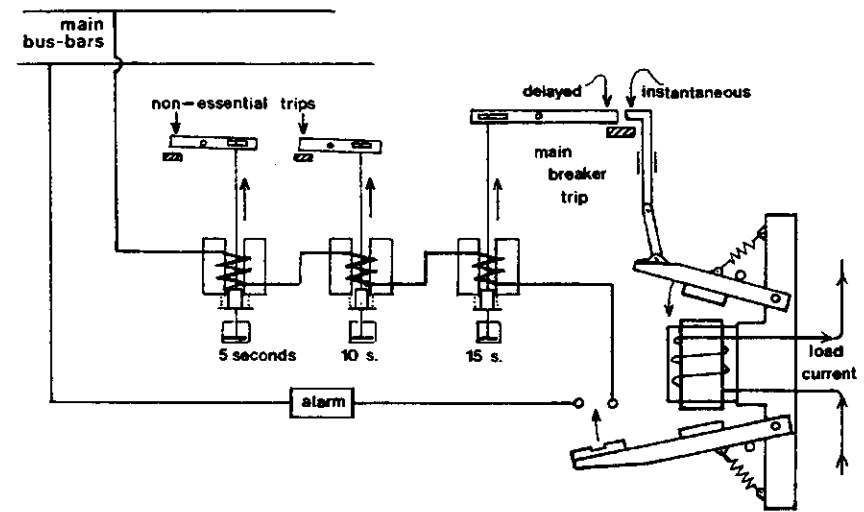 main
bus-bars
non-essential trips
delayed
instantaneous
main
breaker
trip
5 seconds
10 s.
15 s.
load
current
alarm